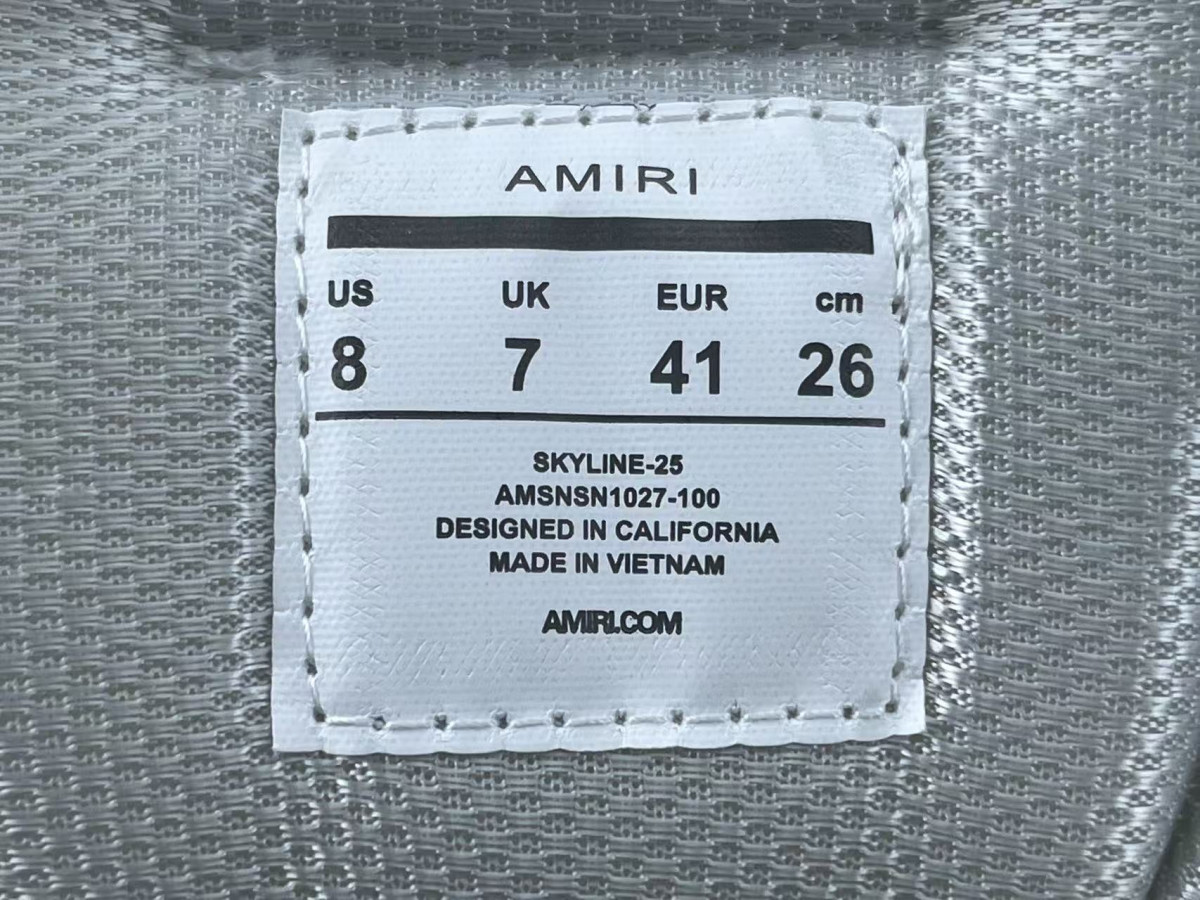 AMIRI
US UK EUR cm
8 7 41 26
SKYLINE-25
AMSNSN1027-100
DESIGNED IN CALIFORNIA
MADE IN VIETNAM
AMIRI.COM